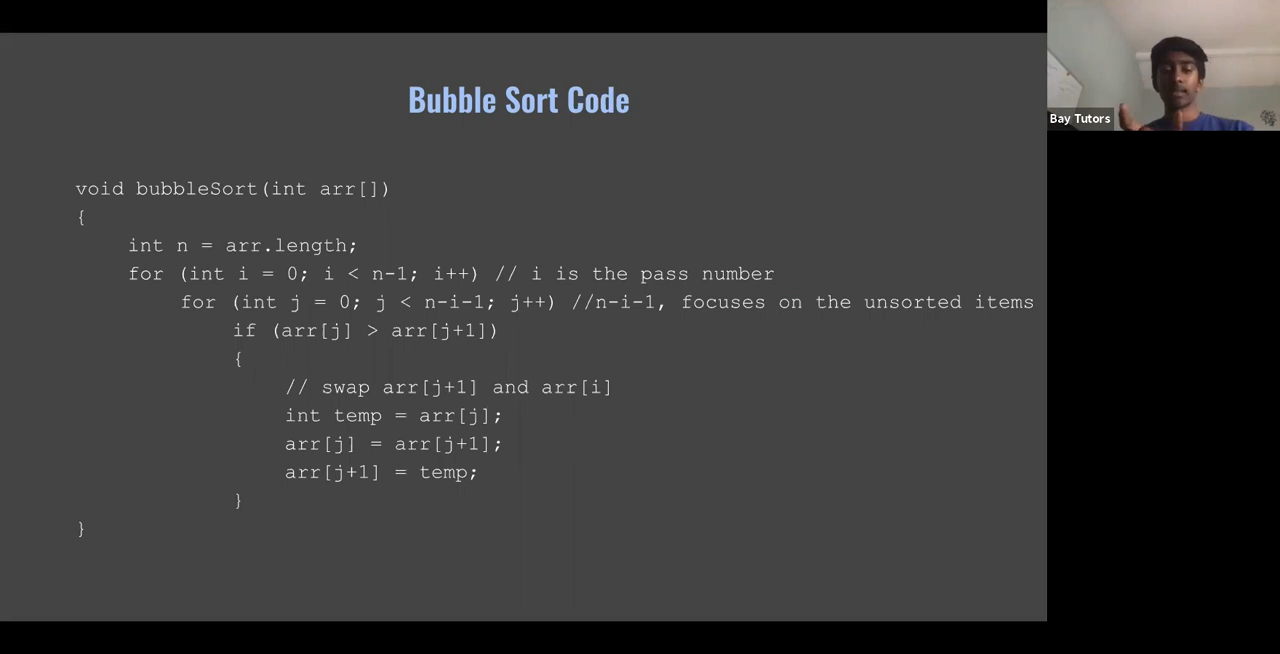 Bubble Sort Code
Bay Tutors
void bubbleSort(int arr[])
{
int n = arr.length;
for (int i = 0; i < n-1; i++) // i is the pass number
for (int j = 0; j < n-i-1; j++) //n-i-1, focuses on the unsorted items
if (arr[j] > arr[j+1])
{
// swap arr[j+1] and arr[i]
int temp = arr[j];
arr[j] = arr[j+1];
arr[j+1] = temp;
}
}